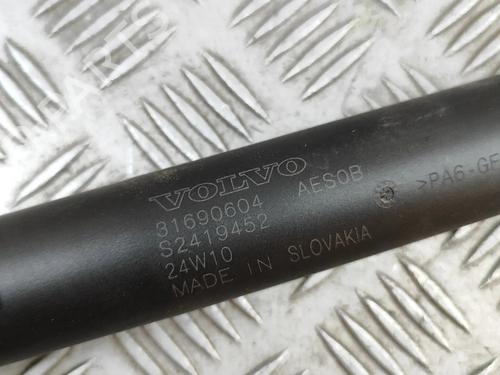 VOLVO
31690604 AES0B
S2419452
24W10
MADE IN SLOVAKIA
>PA6-GF